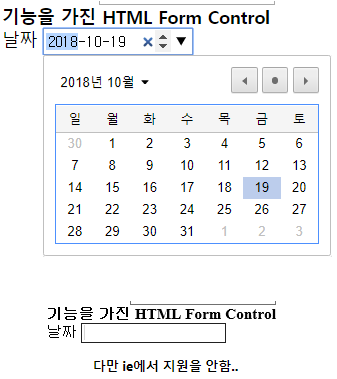 기능을 가진 HTML Form Control
날짜 2018-10-19
2018년 10월
일 월 화 수 목 금 토
30 1 2 3 4 5 6
7 8 9 10 11 12 13
14 15 16 17 18 19 20
21 22 23 24 25 26 27
28 29 30 31 1 2 3
기능을 가진 HTML Form Control
날짜
다만 ie에서 지원을 안함..